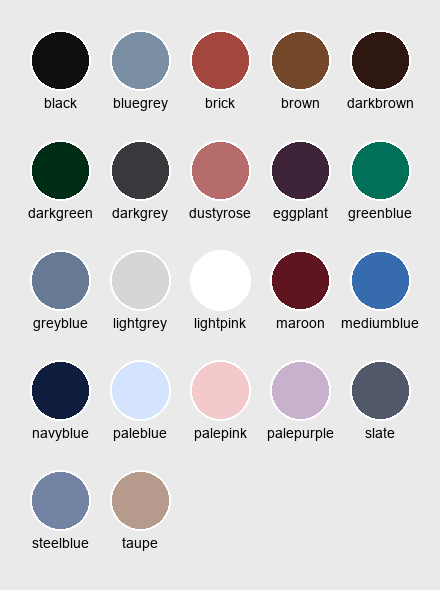 black bluegrey brick brown darkbrown
darkgreen darkgrey dustyrose eggplant greenblue
greyblue lightgrey lightpink maroon mediumblue
navyblue paleblue palepink palepurple slate
steelblue taupe